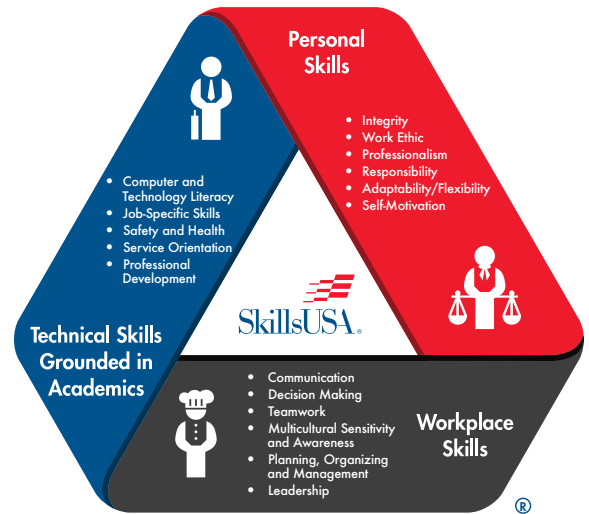 Personal
Skills
• Integrity
• Work Ethic
• Professionalism
• Responsibility
• Adaptability/Flexibility
• Self-Motivation
• Computer and
Technology Literacy
• Job-Specific Skills
• Safety and Health
• Service Orientation
• Professional
Development
Technical Skills
Grounded in
Academics
SkillsUSA®
• Communication
• Decision Making
• Teamwork
• Multicultural Sensitivity
and Awareness
• Planning, Organizing
and Management
• Leadership
Workplace
Skills
®